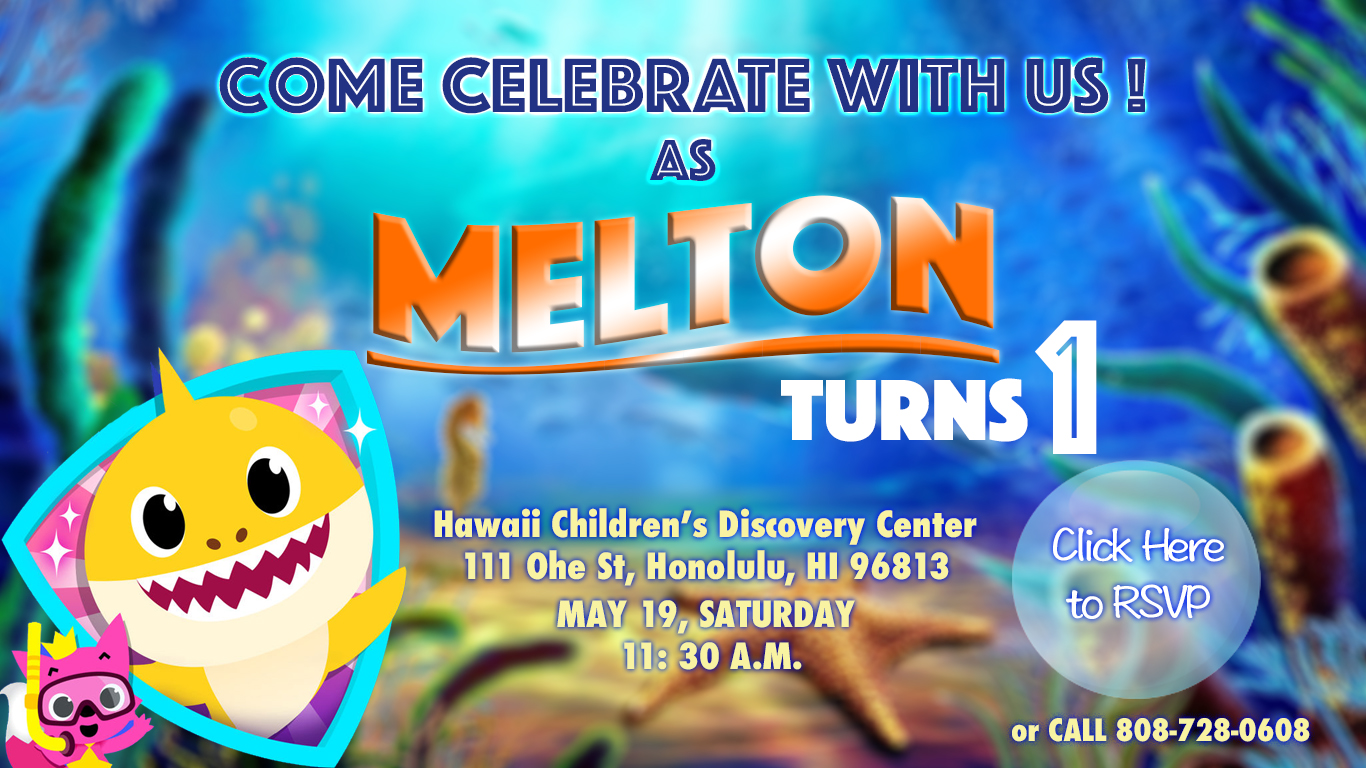 COME CELEBRATE WITH US !
AS
MELTON
TURNS 1
Hawaii Children's Discovery Center
111 Ohe St, Honolulu, HI 96813
MAY 19, SATURDAY
11: 30 A.M.
Click Here
to RSVP
or CALL 808-728-0608